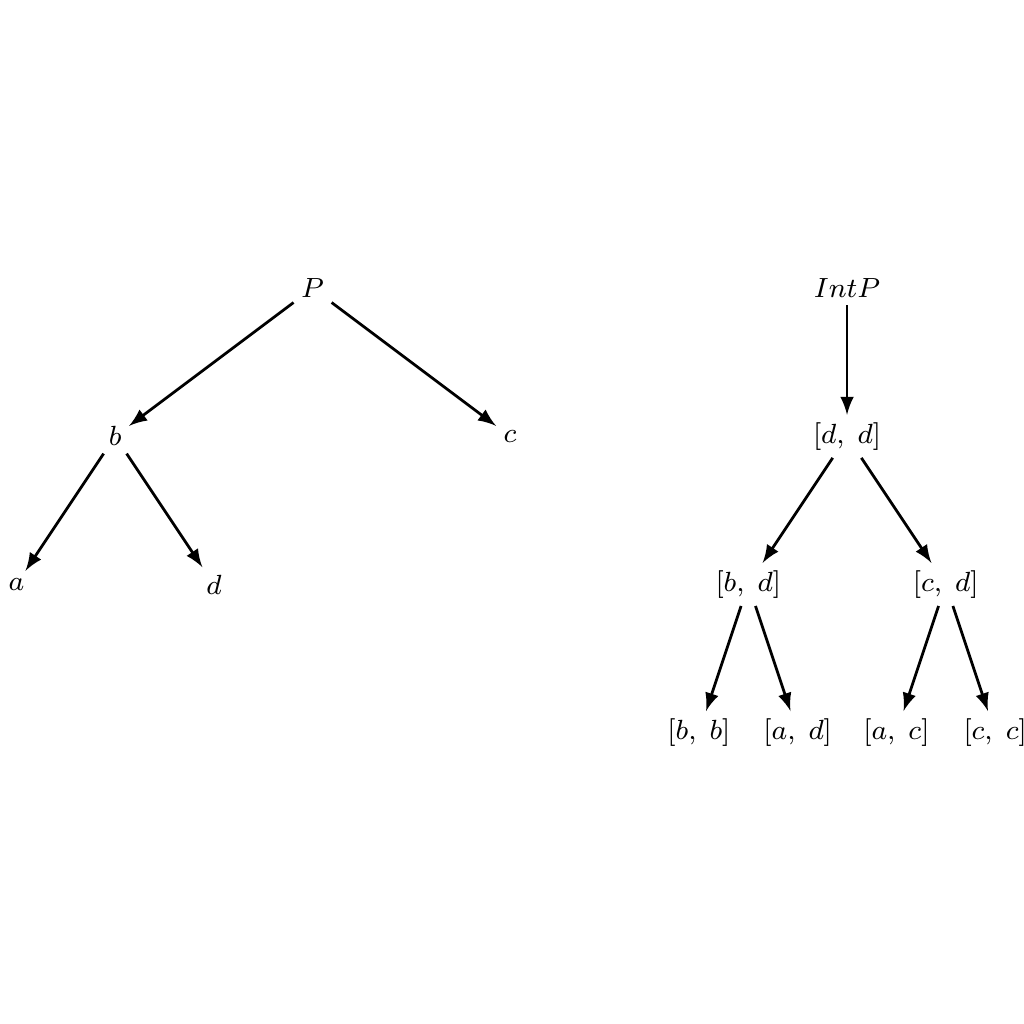 P IntP
b c [d, d]
a d [b, d] [c, d]
[b, b] [a, d] [a, c] [c, c]